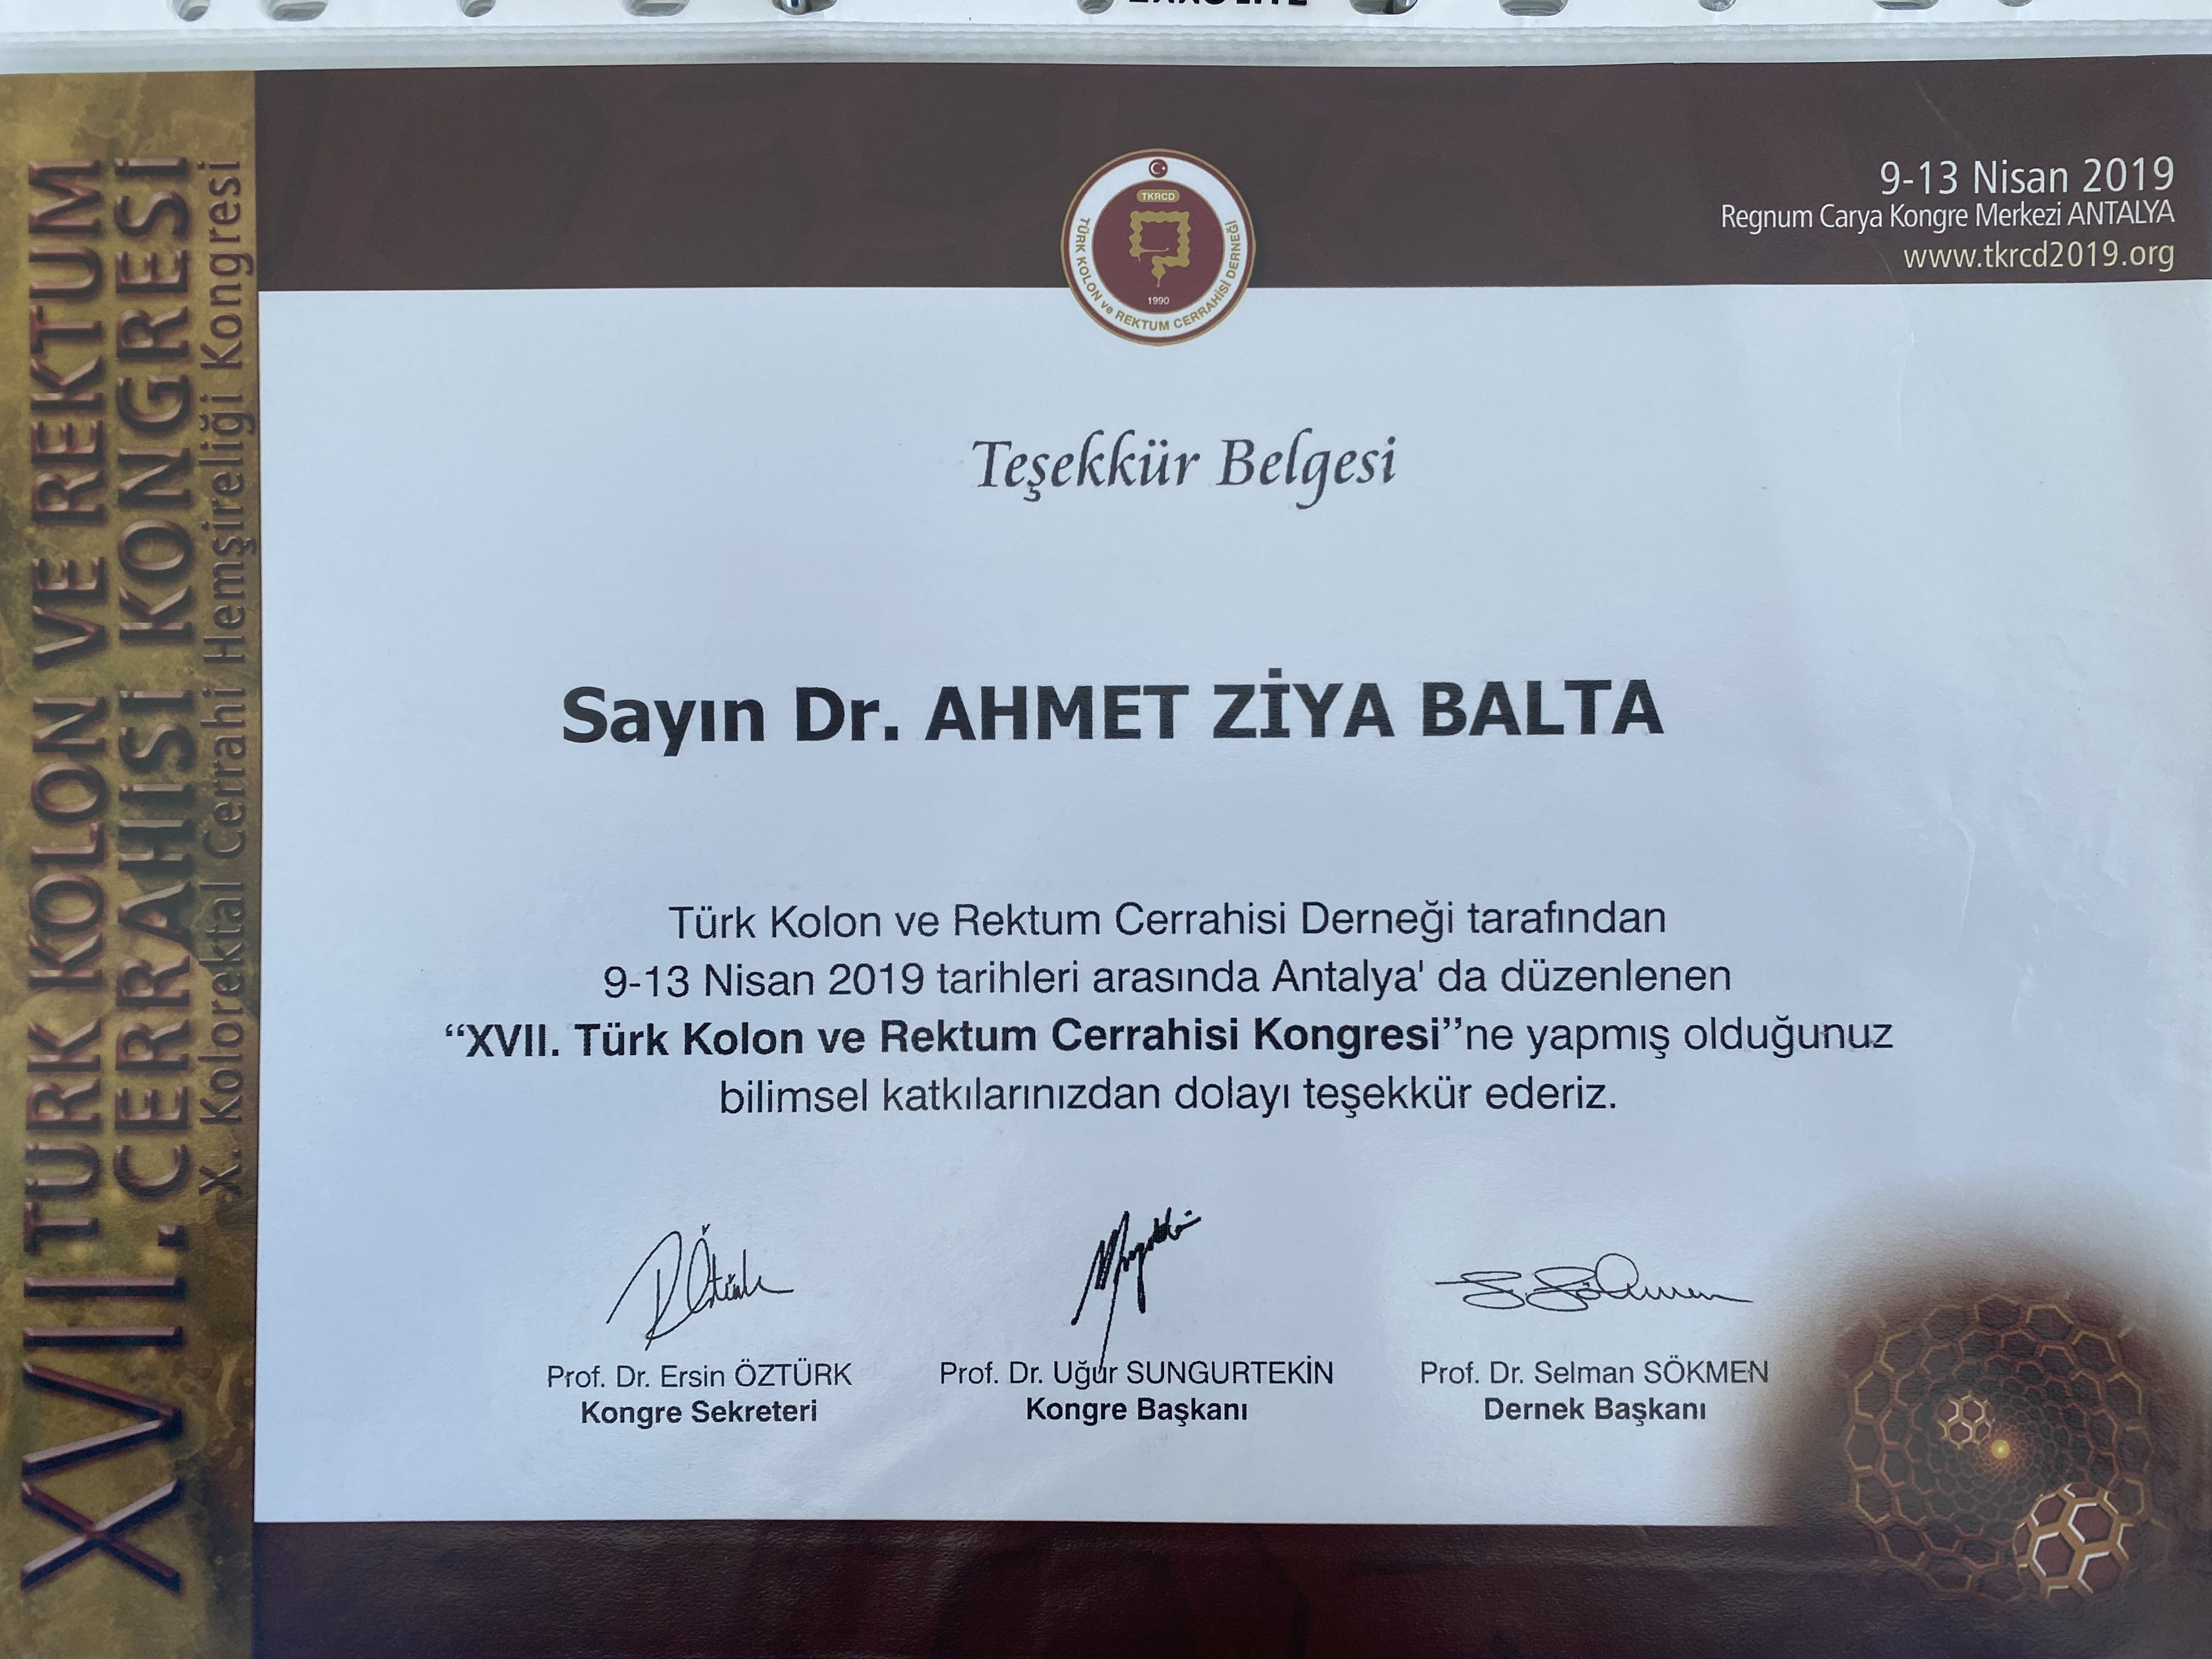 XVII. TÜRK KOLON VE REKTUM
CERRAHİSİ KONGRESİ
X. Kolorektal Cerrahi Hemşireliği Kongresi
9-13 Nisan 2019
Regnum Carya Kongre Merkezi ANTALYA
www.tkrcd2019.org
TKRCD
TÜRK KOLON ve REKTUM CERRAHİSİ DERNEĞİ
1990
Teşekkür Belgesi
Sayın Dr. AHMET ZİYA BALTA
Türk Kolon ve Rektum Cerrahisi Derneği tarafından
9-13 Nisan 2019 tarihleri arasında Antalya' da düzenlenen
“XVII. Türk Kolon ve Rektum Cerrahisi Kongresi”ne yapmış olduğunuz
bilimsel katkılarınızdan dolayı teşekkür ederiz.
Prof. Dr. Ersin ÖZTÜRK
Kongre Sekreteri
Prof. Dr. Uğur SUNGURTEKİN
Kongre Başkanı
Prof. Dr. Selman SÖKMEN
Dernek Başkanı